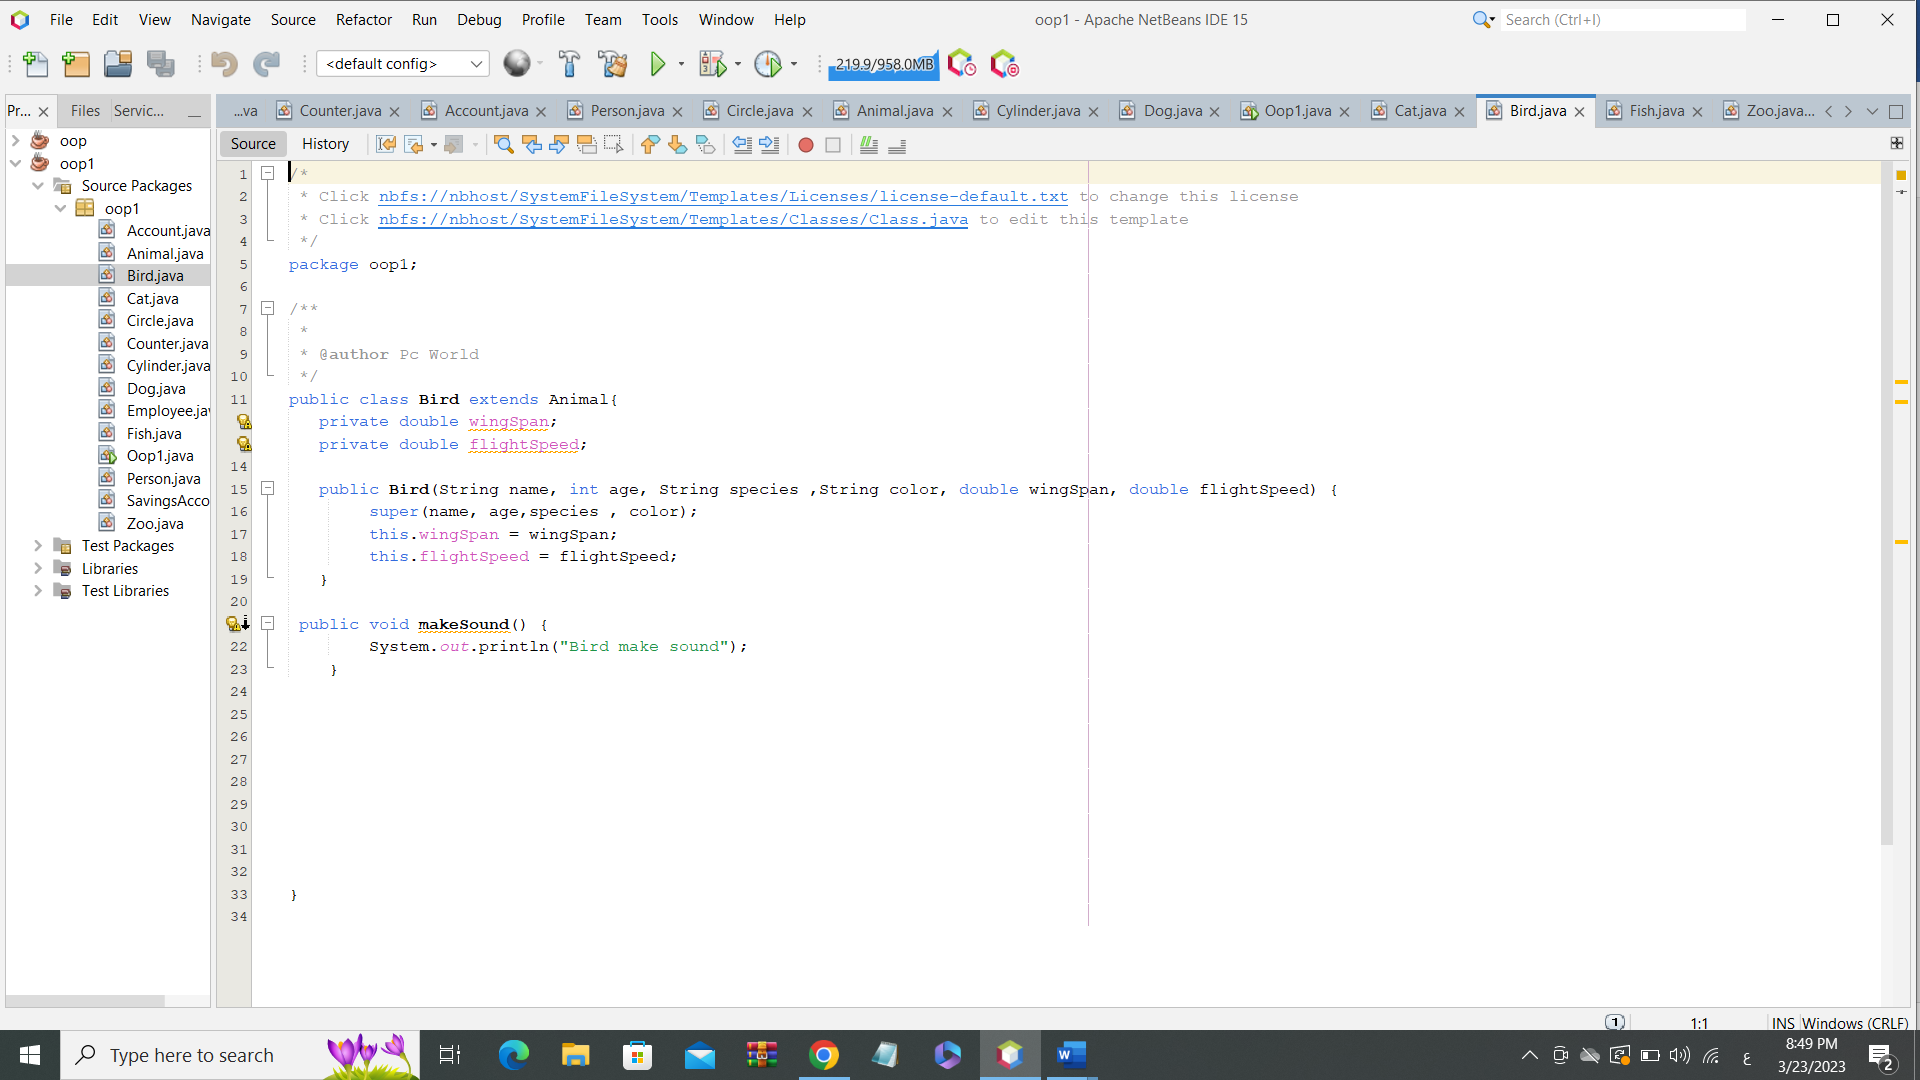 File Edit View Navigate Source Refactor Run Debug Profile Team Tools Window Help
oop1 - Apache NetBeans IDE 15
Search (Ctrl+I)
<default config>
219.9/958.0MB
Pr... Files Servic...
...va Counter.java Account.java Person.java Circle.java Animal.java Cylinder.java Dog.java Oop1.java Cat.java Bird.java Fish.java Zoo.java...
Source History
oop
oop1
Source Packages
oop1
Account.java
Animal.java
Bird.java
Cat.java
Circle.java
Counter.java
Cylinder.java
Dog.java
Employee.jav
Fish.java
Oop1.java
Person.java
SavingsAcco
Zoo.java
Test Packages
Libraries
Test Libraries
1 /*
2 * Click nbfs://nbhost/SystemFileSystem/Templates/Licenses/license-default.txt to change this license
3 * Click nbfs://nbhost/SystemFileSystem/Templates/Classes/Class.java to edit this template
4 */
5 package oop1;
6
7 /**
8 *
9 * @author Pc World
10 */
11 public class Bird extends Animal{
private double wingSpan;
private double flightSpeed;
14
15 public Bird(String name, int age, String species ,String color, double wingSpan, double flightSpeed) {
16 super(name, age,species , color);
17 this.wingSpan = wingSpan;
18 this.flightSpeed = flightSpeed;
19 }
20
public void makeSound() {
22 System.out.println("Bird make sound");
23 }
24
25
26
27
28
29
30
31
32
33 }
34
1 1:1 INS Windows (CRLF)
Type here to search
ع
8:49 PM
3/23/2023
2